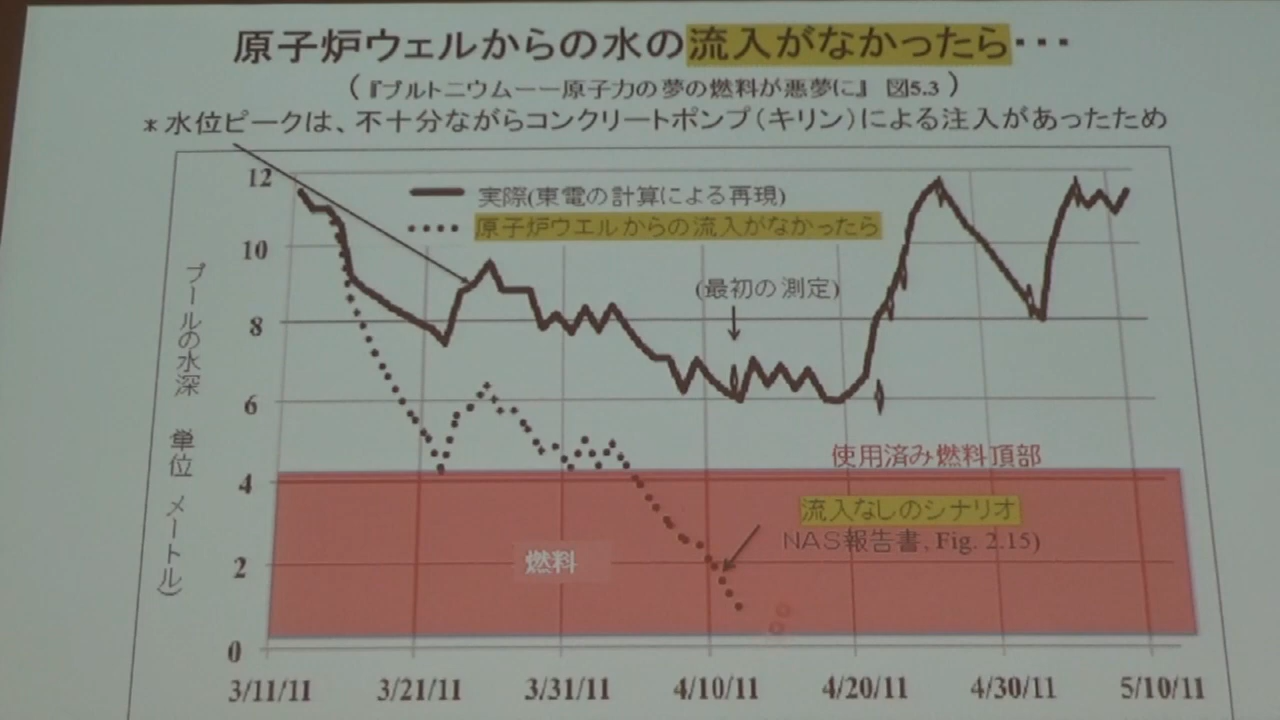 原子炉ウェルからの水の流入がなかったら・・・
(『プルトニウムーー原子力の夢の燃料が悪夢に』 図5.3 )
* 水位ピークは、不十分ながらコンクリートポンプ(キリン)による注入があったため
12
10
8
6
4
2
0
プールの水深 単位 メートル)
実際(東電の計算による再現)
原子炉ウエルからの流入がなかったら
(最初の測定)
使用済み燃料頂部
流入なしのシナリオ
NAS報告書, Fig. 2.15)
燃料
3/11/11 3/21/11 3/31/11 4/10/11 4/20/11 4/30/11 5/10/11